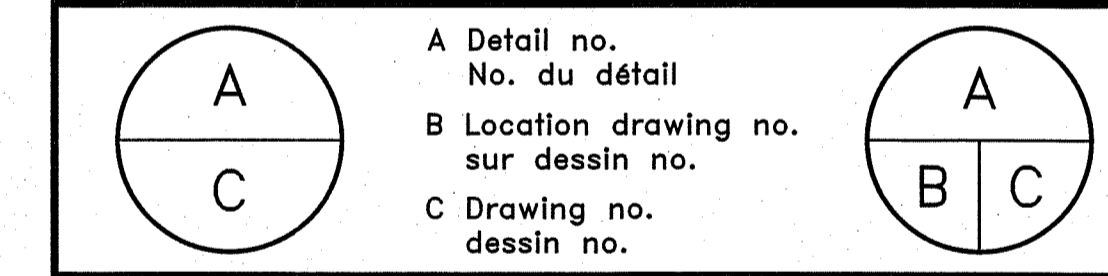 A
C
A Detail no.
No. du détail
B Location drawing no.
sur dessin no.
C Drawing no.
dessin no.
A
B C